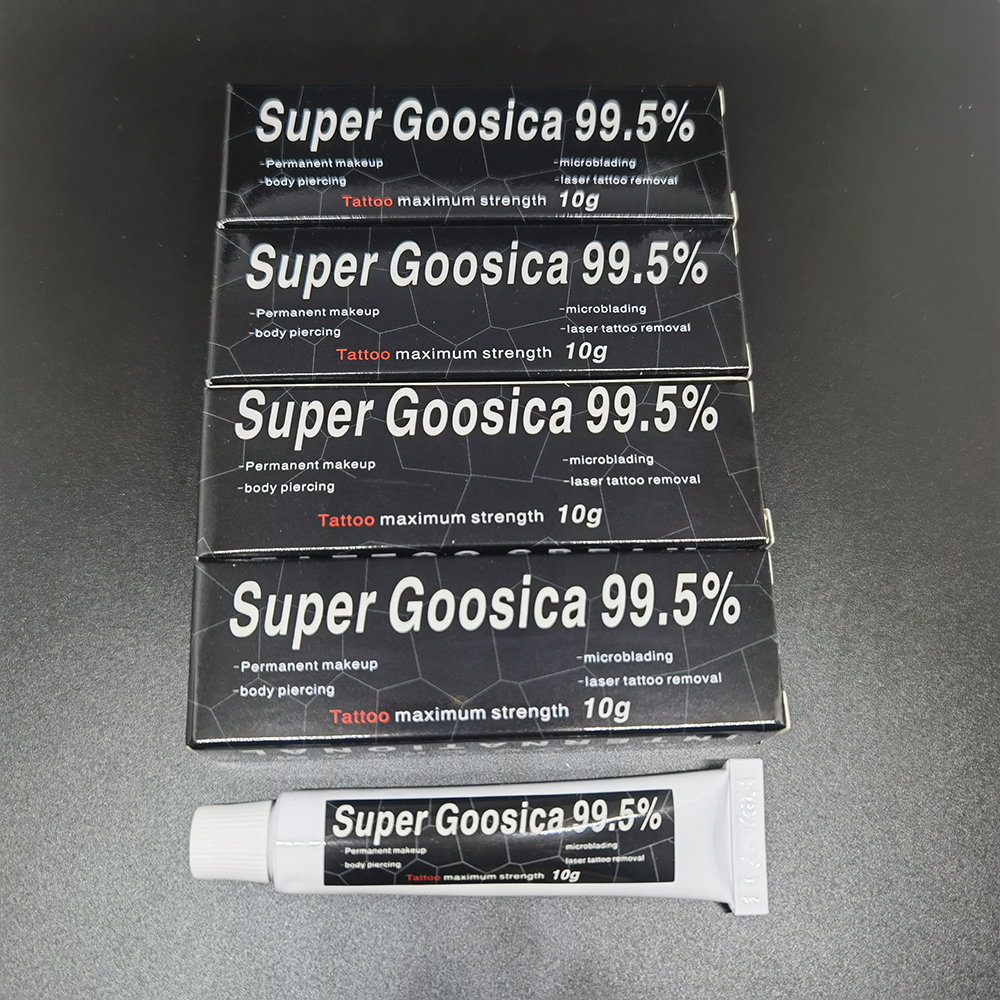 Super Goosica 99.5%
-Permanent makeup -microblading
-body piercing -laser tattoo removal
Tattoo maximum strength 10g
Super Goosica 99.5%
-Permanent makeup -microblading
-body piercing -laser tattoo removal
Tattoo maximum strength 10g
Super Goosica 99.5%
-Permanent makeup -microblading
-body piercing -laser tattoo removal
Tattoo maximum strength 10g
Super Goosica 99.5%
-Permanent makeup -microblading
-body piercing -laser tattoo removal
Tattoo maximum strength 10g
INTERNATIONAL
Super Goosica 99.5%
Permanent makeup microblading
body piercing laser tattoo removal
Tattoo maximum strength 10g